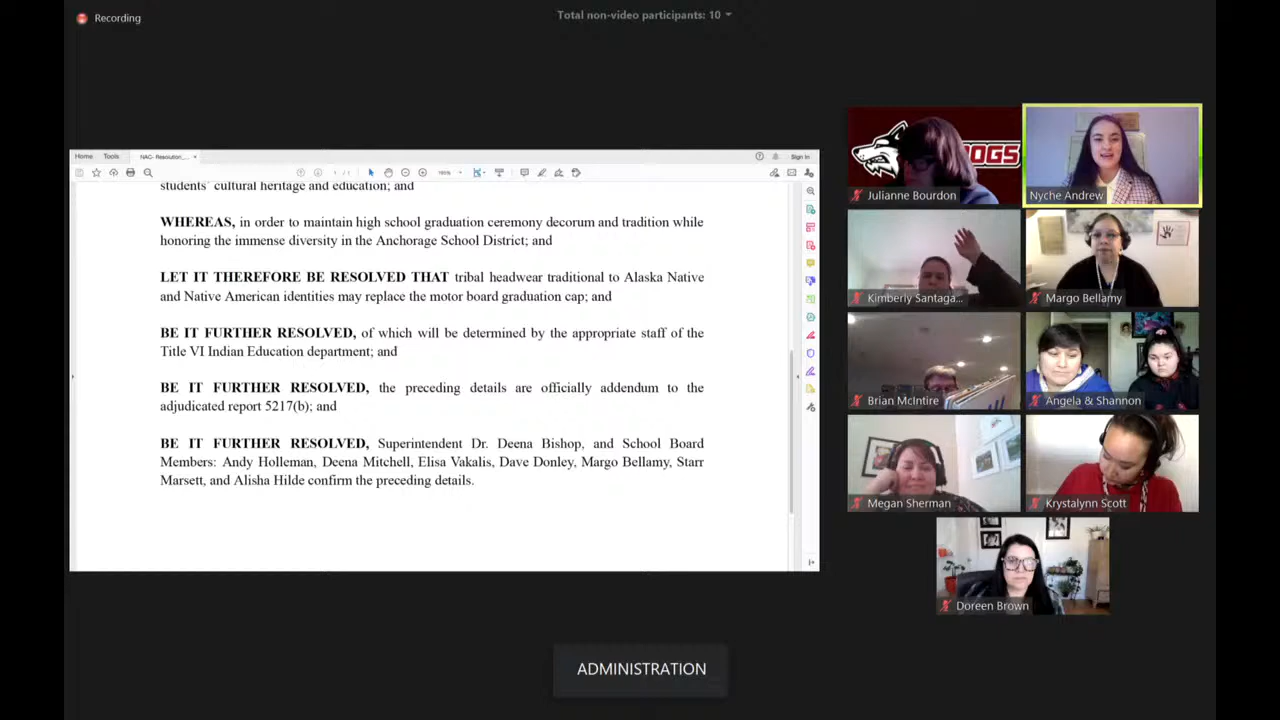 Recording
Total non-video participants: 10
Home Tools NAC- Resolution_... × Sign In
students' cultural heritage and education; and
WHEREAS, in order to maintain high school graduation ceremony decorum and tradition while
honoring the immense diversity in the Anchorage School District; and
LET IT THEREFORE BE RESOLVED THAT tribal headwear traditional to Alaska Native
and Native American identities may replace the motor board graduation cap; and
BE IT FURTHER RESOLVED, of which will be determined by the appropriate staff of the
Title VI Indian Education department; and
BE IT FURTHER RESOLVED, the preceding details are officially addendum to the
adjudicated report 5217(b); and
BE IT FURTHER RESOLVED, Superintendent Dr. Deena Bishop, and School Board
Members: Andy Holleman, Deena Mitchell, Elisa Vakalis, Dave Donley, Margo Bellamy, Starr
Marsett, and Alisha Hilde confirm the preceding details.
OGS
Julianne Bourdon
Nyche Andrew
Kimberly Santaga...
Margo Bellamy
Brian McIntire
Angela & Shannon
Megan Sherman
Krystalynn Scott
Doreen Brown
ADMINISTRATION